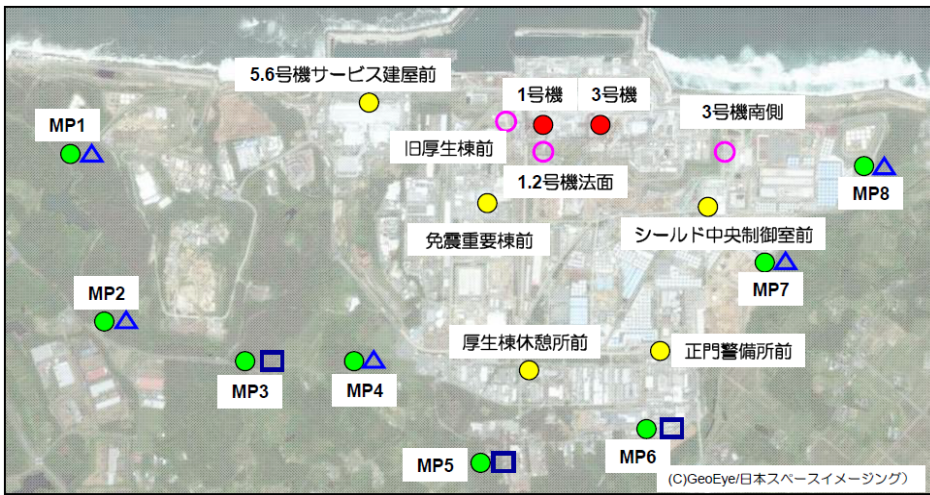 5.6号機サービス建屋前
1号機
3号機
MP1
旧厚生棟前
3号機南側
1.2号機法面
MP8
免震重要棟前
シールド中央制御室前
MP7
MP2
厚生棟休憩所前
正門警備所前
MP3
MP4
MP5
MP6
(C)GeoEye/日本スペースイメージング）